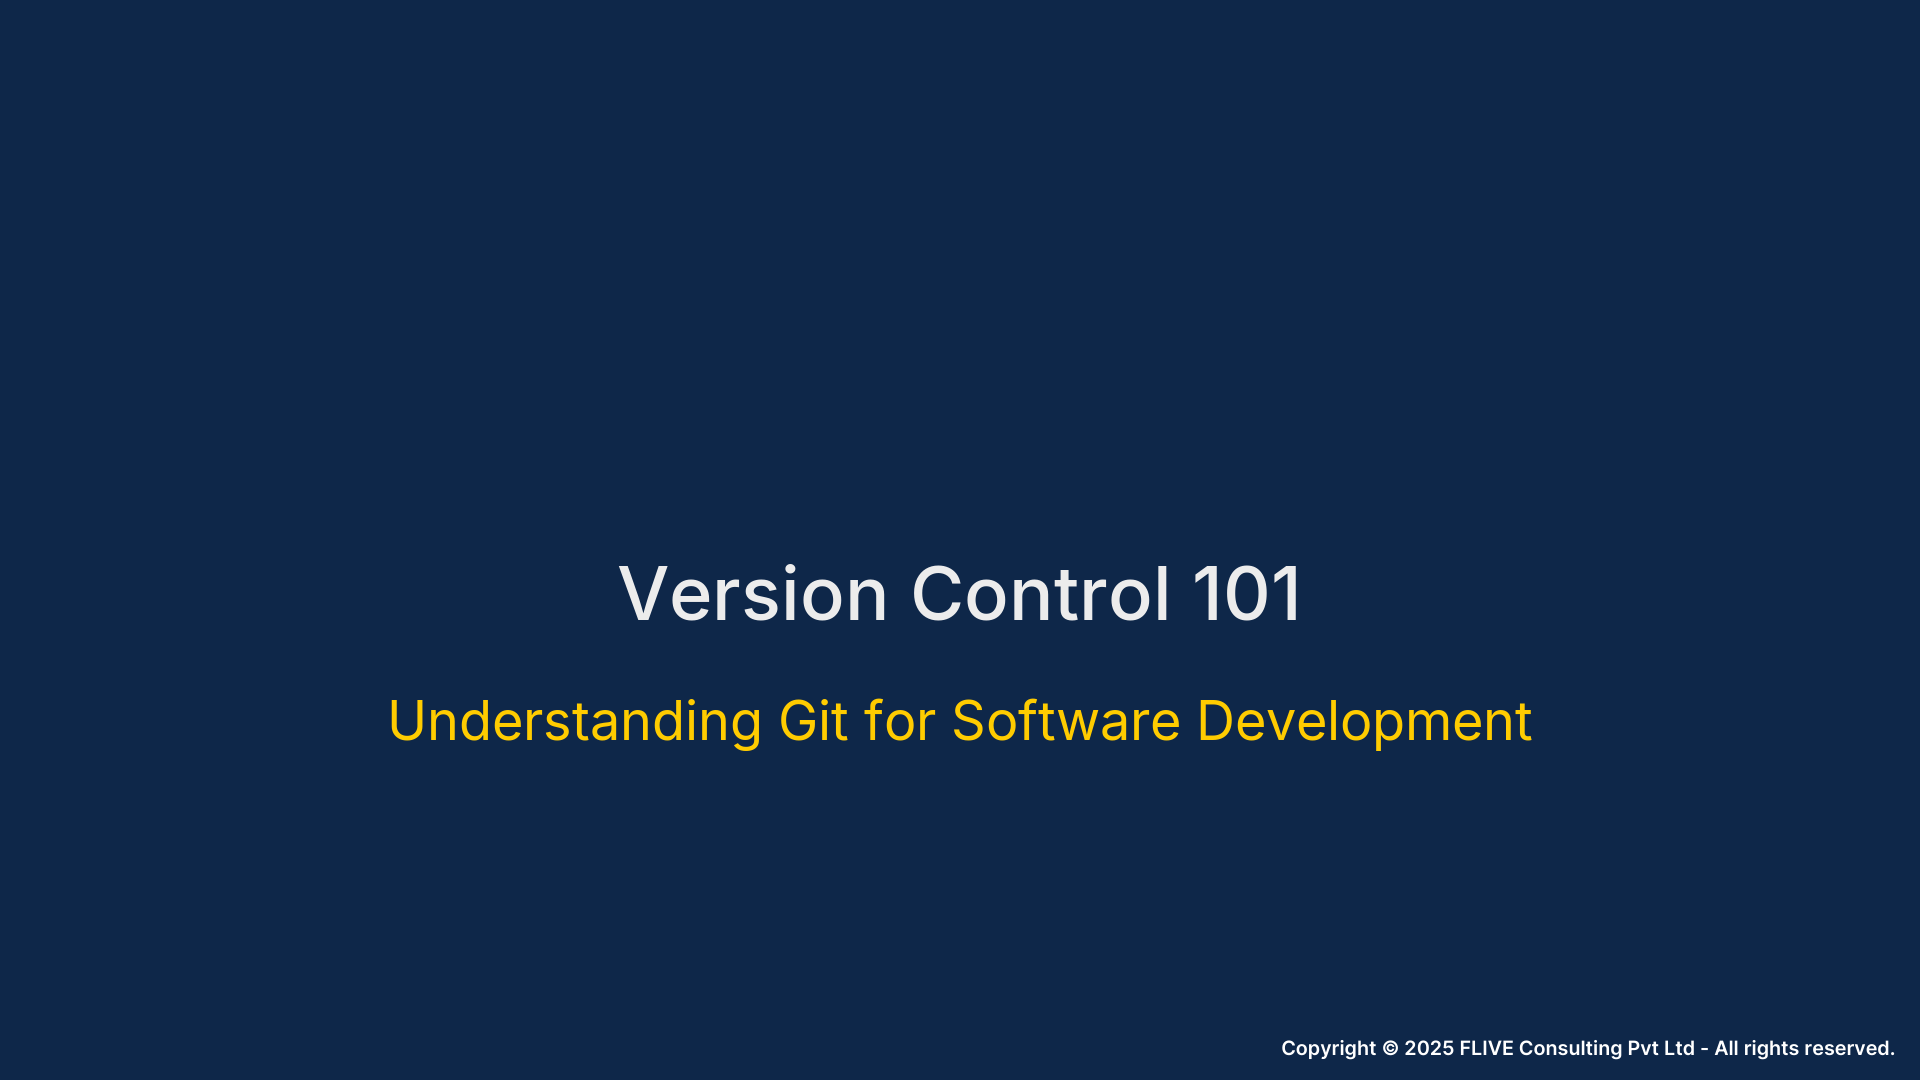 Version Control 101
Understanding Git for Software Development
Copyright © 2025 FLIVE Consulting Pvt Ltd - All rights reserved.